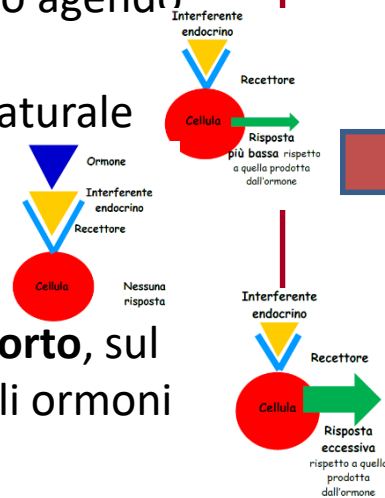 o agendo
Interferente
endocrino
Recettore
Cellula
Risposta
più bassa rispetto
a quella prodotta
dall'ormone
aturale
Ormone
Interferente
endocrino
Recettore
Cellula
Nessuna
risposta
orto, sul
li ormoni
Interferente
endocrino
Recettore
Cellula
Risposta
eccessiva
rispetto a quella
prodotta
dall'ormone